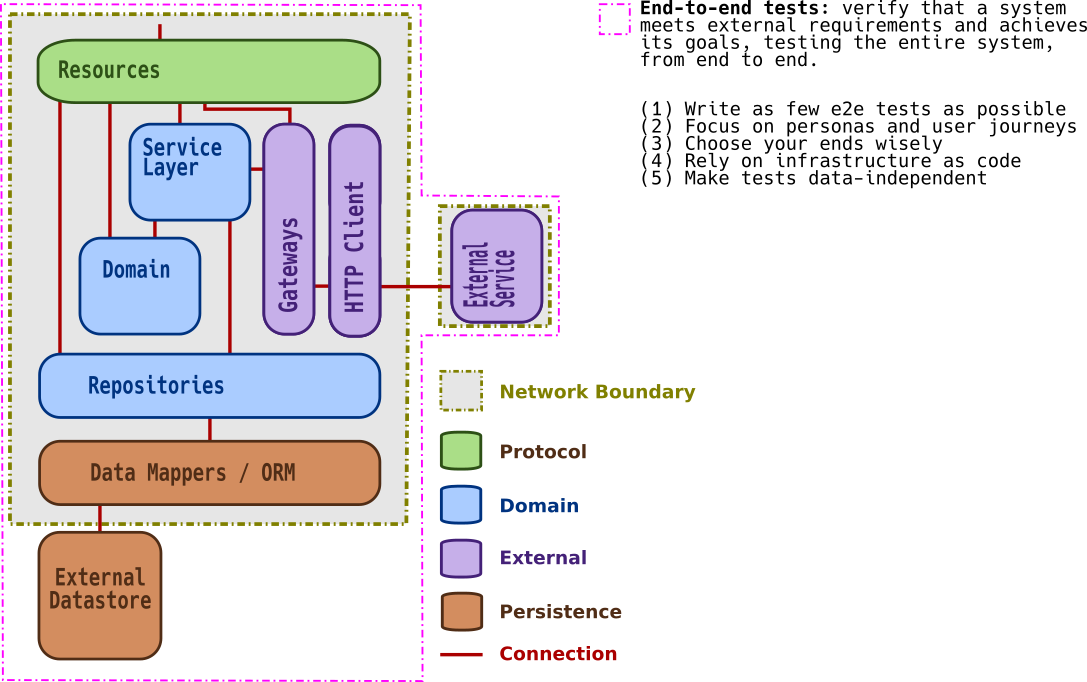 End-to-end tests: verify that a system
meets external requirements and achieves
its goals, testing the entire system,
from end to end.
(1) Write as few e2e tests as possible
(2) Focus on personas and user journeys
(3) Choose your ends wisely
(4) Rely on infrastructure as code
(5) Make tests data-independent
Resources
Service
Layer
Domain
Gateways
HTTP Client
External
Service
Repositories
Data Mappers / ORM
External
Datastore
Network Boundary
Protocol
Domain
External
Persistence
Connection